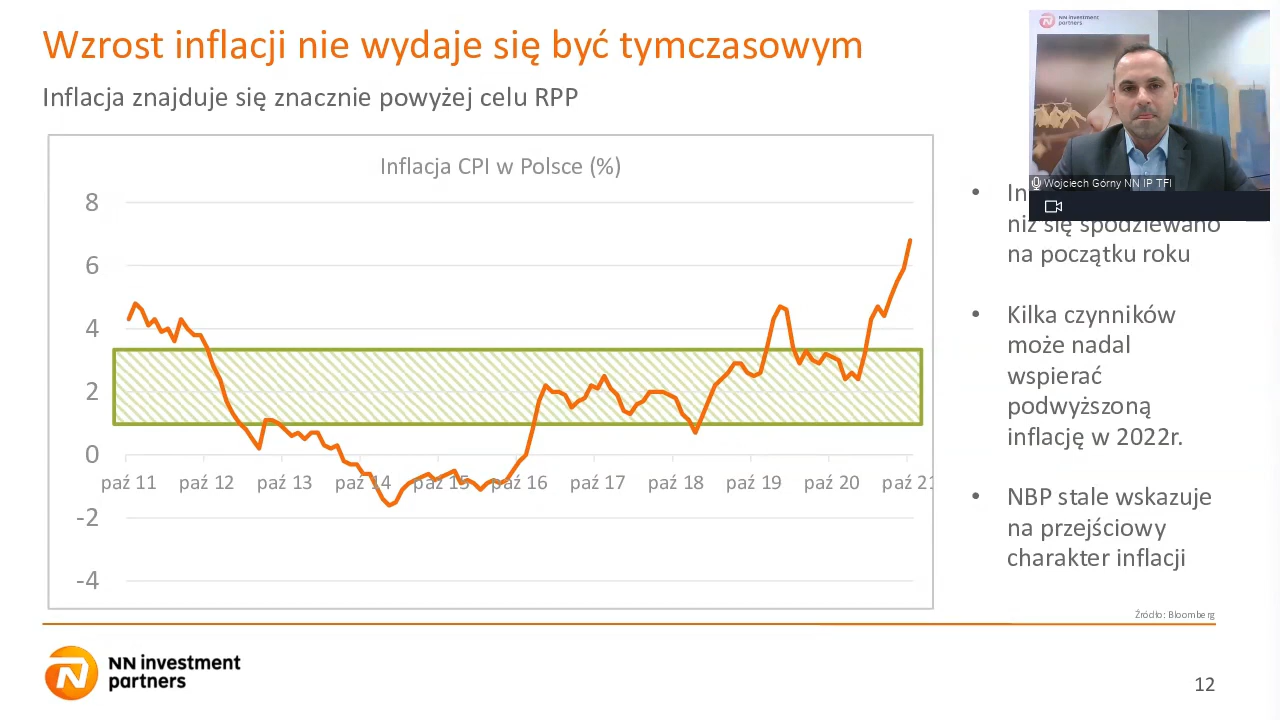 Wzrost inflacji nie wydaje się być tymczasowym
Inflacja znajduje się znacznie powyżej celu RPP
Inflacja CPI w Polsce (%)
8
6
4
2
0
-2
-4
paź 11 paź 12 paź 13 paź 14 paź 15 paź 16 paź 17 paź 18 paź 19 paź 20 paź 21
NN investment
partners
Wojciech Górny NN IP TFI
niż się spodziewano
na początku roku
• Kilka czynników
może nadal
wspierać
podwyższoną
inflację w 2022r.
• NBP stale wskazuje
na przejściowy
charakter inflacji
Źródło: Bloomberg
NN investment
partners
12